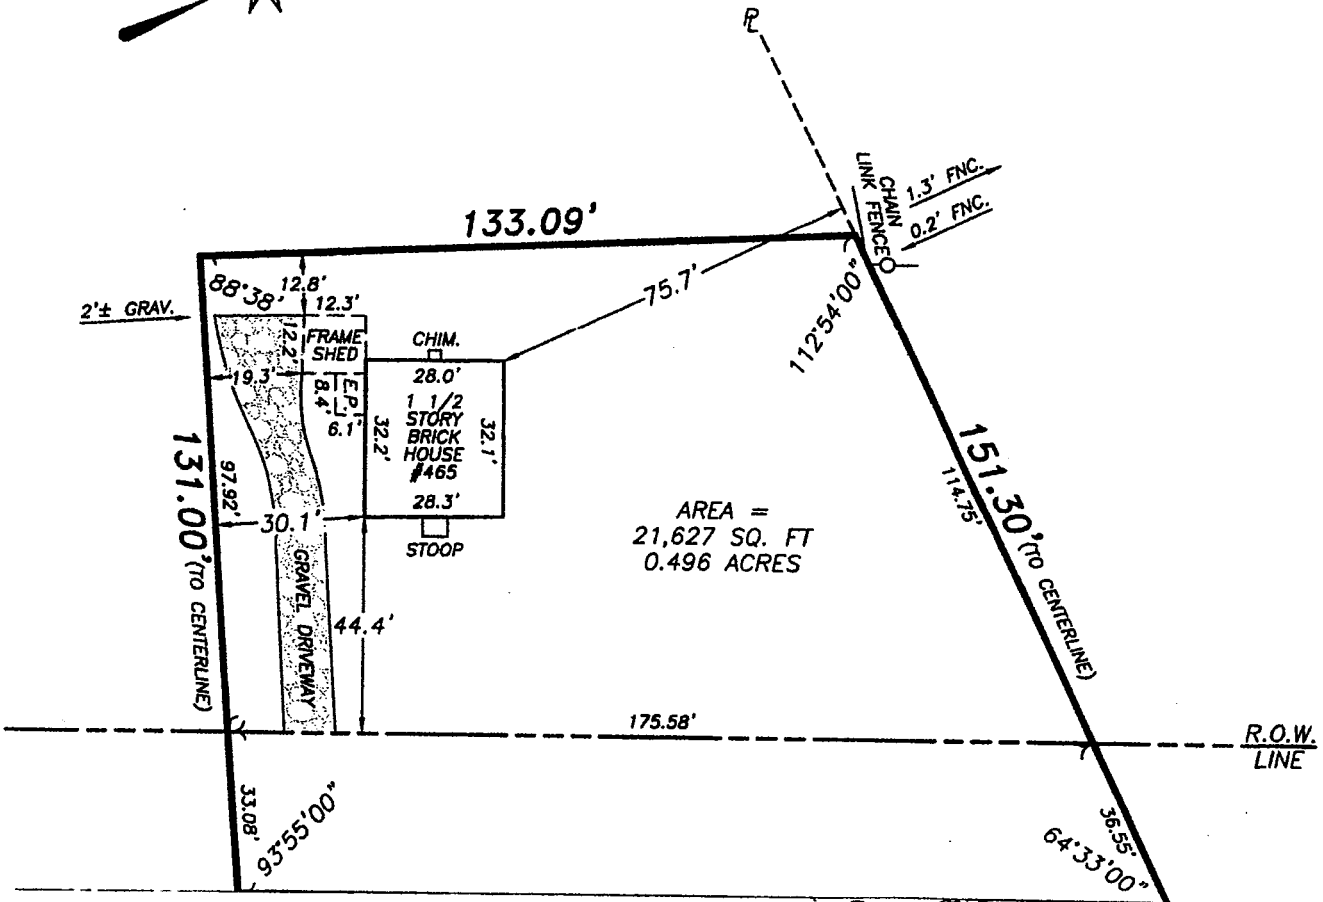 PL
CHAIN
LINK FENCE
1.3' FNC.
0.2' FNC.
133.09'
75.7'
112°54'00"
88°38'
12.8'
12.3'
2'± GRAV.
12.2'
FRAME
SHED
CHIM.
19.3'
8.4'
E.P.
6.1'
28.0'
1 1/2
STORY
BRICK
HOUSE
#465
32.2'
32.1'
28.3'
STOOP
131.00' (TO CENTERLINE)
97.92'
30.1'
GRAVEL DRIVEWAY
44.4'
AREA =
21,627 SQ. FT
0.496 ACRES
151.30' (TO CENTERLINE)
114.75'
175.58'
R.O.W.
LINE
33.08'
93°55'00"
36.55'
64°33'00"